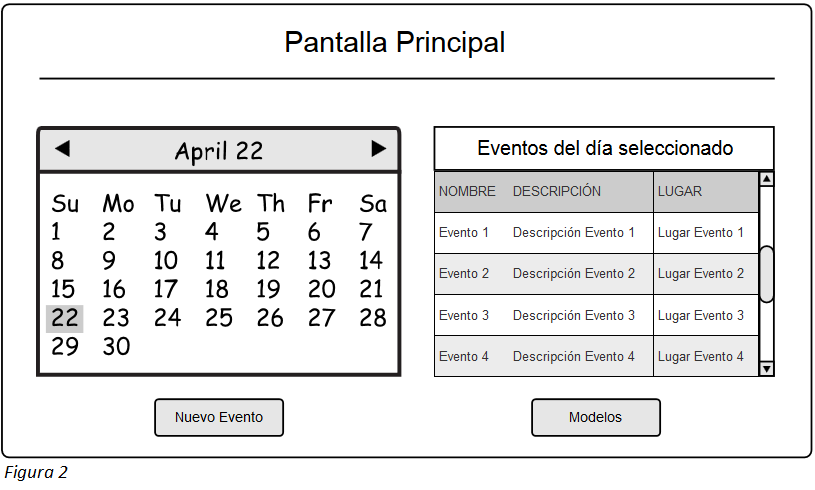 Pantalla Principal
April 22
Su Mo Tu We Th Fr Sa
1 2 3 4 5 6 7
8 9 10 11 12 13 14
15 16 17 18 19 20 21
22 23 24 25 26 27 28
29 30
Nuevo Evento
Eventos del día seleccionado
NOMBRE DESCRIPCIÓN LUGAR
Evento 1 Descripción Evento 1 Lugar Evento 1
Evento 2 Descripción Evento 2 Lugar Evento 2
Evento 3 Descripción Evento 3 Lugar Evento 3
Evento 4 Descripción Evento 4 Lugar Evento 4
Modelos
Figura 2